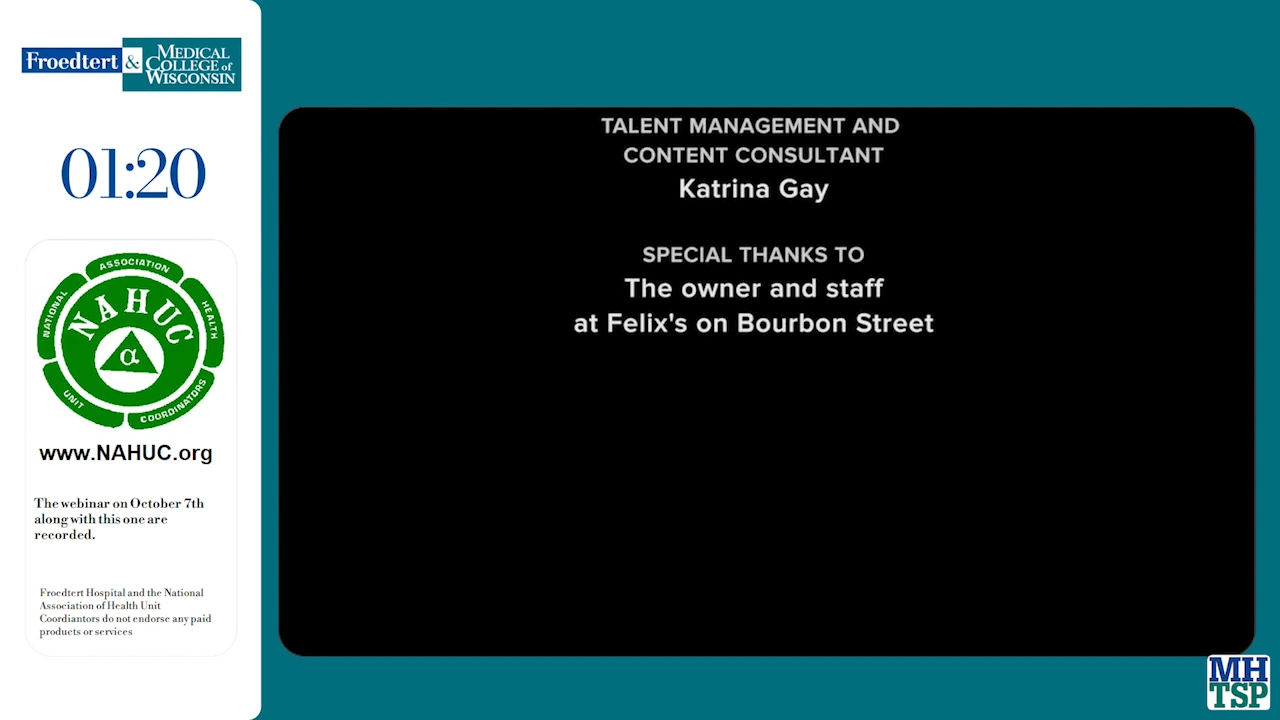 Froedtert & MEDICAL
COLLEGE of
WISCONSIN
01:20
NATIONAL ASSOCIATION HEALTH
NAHUC
α
UNIT COORDINATORS
www.NAHUC.org
The webinar on October 7th
along with this one are
recorded.
Froedtert Hospital and the National
Association of Health Unit
Coordiantors do not endorse any paid
products or services
TALENT MANAGEMENT AND
CONTENT CONSULTANT
Katrina Gay
SPECIAL THANKS TO
The owner and staff
at Felix's on Bourbon Street
MH
TSP